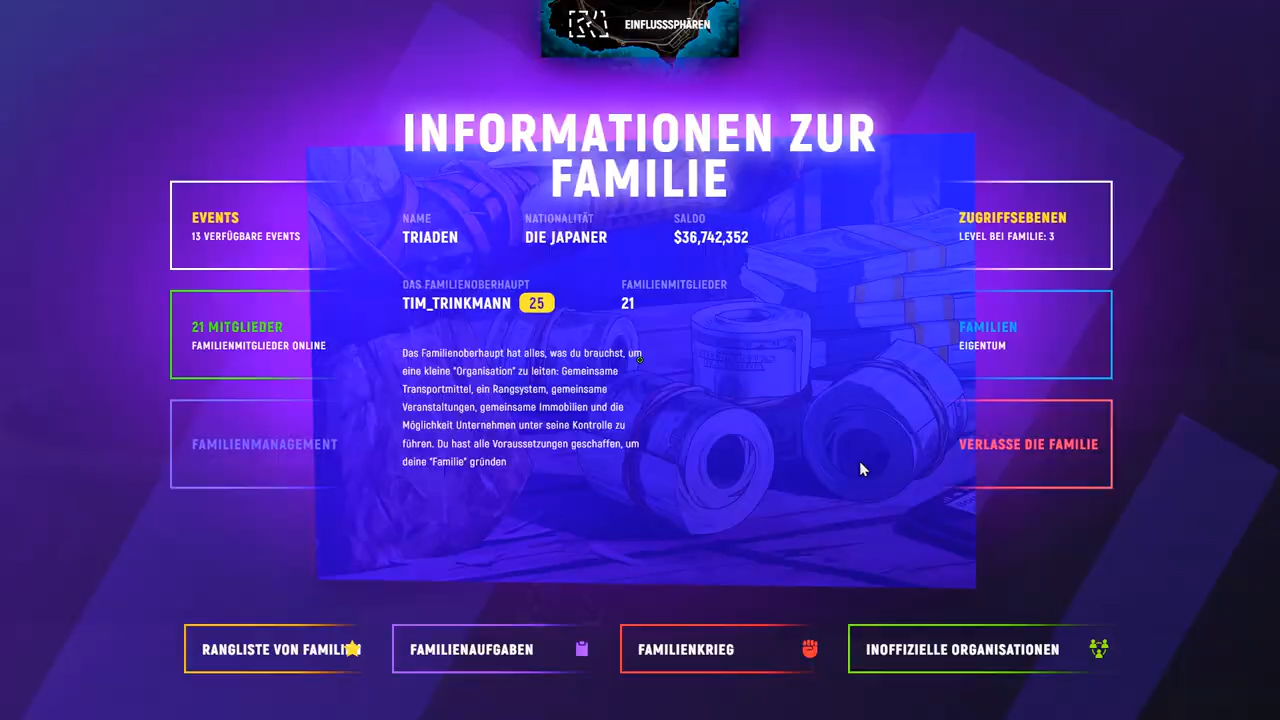 EINFLUSSSPHÄREN
INFORMATIONEN ZUR
FAMILIE
EVENTS
13 VERFÜGBARE EVENTS
21 MITGLIEDER
FAMILIENMITGLIEDER ONLINE
FAMILIENMANAGEMENT
NAME
TRIADEN
NATIONALITÄT
DIE JAPANER
SALDO
$36,742,352
DAS FAMILIENOBERHAUPT
TIM_TRINKMANN 25
FAMILIENMITGLIEDER
21
Das Familienoberhaupt hat alles, was du brauchst, um
eine kleine "Organisation" zu leiten: Gemeinsame
Transportmittel, ein Rangsystem, gemeinsame
Veranstaltungen, gemeinsame Immobilien und die
Möglichkeit Unternehmen unter seine Kontrolle zu
führen. Du hast alle Voraussetzungen geschaffen, um
deine "Familie" gründen
ZUGRIFFSEBENEN
LEVEL BEI FAMILIE: 3
FAMILIEN
EIGENTUM
VERLASSE DIE FAMILIE
RANGLISTE VON FAMILIEN
FAMILIENAUFGABEN
FAMILIENKRIEG
INOFFIZIELLE ORGANISATIONEN